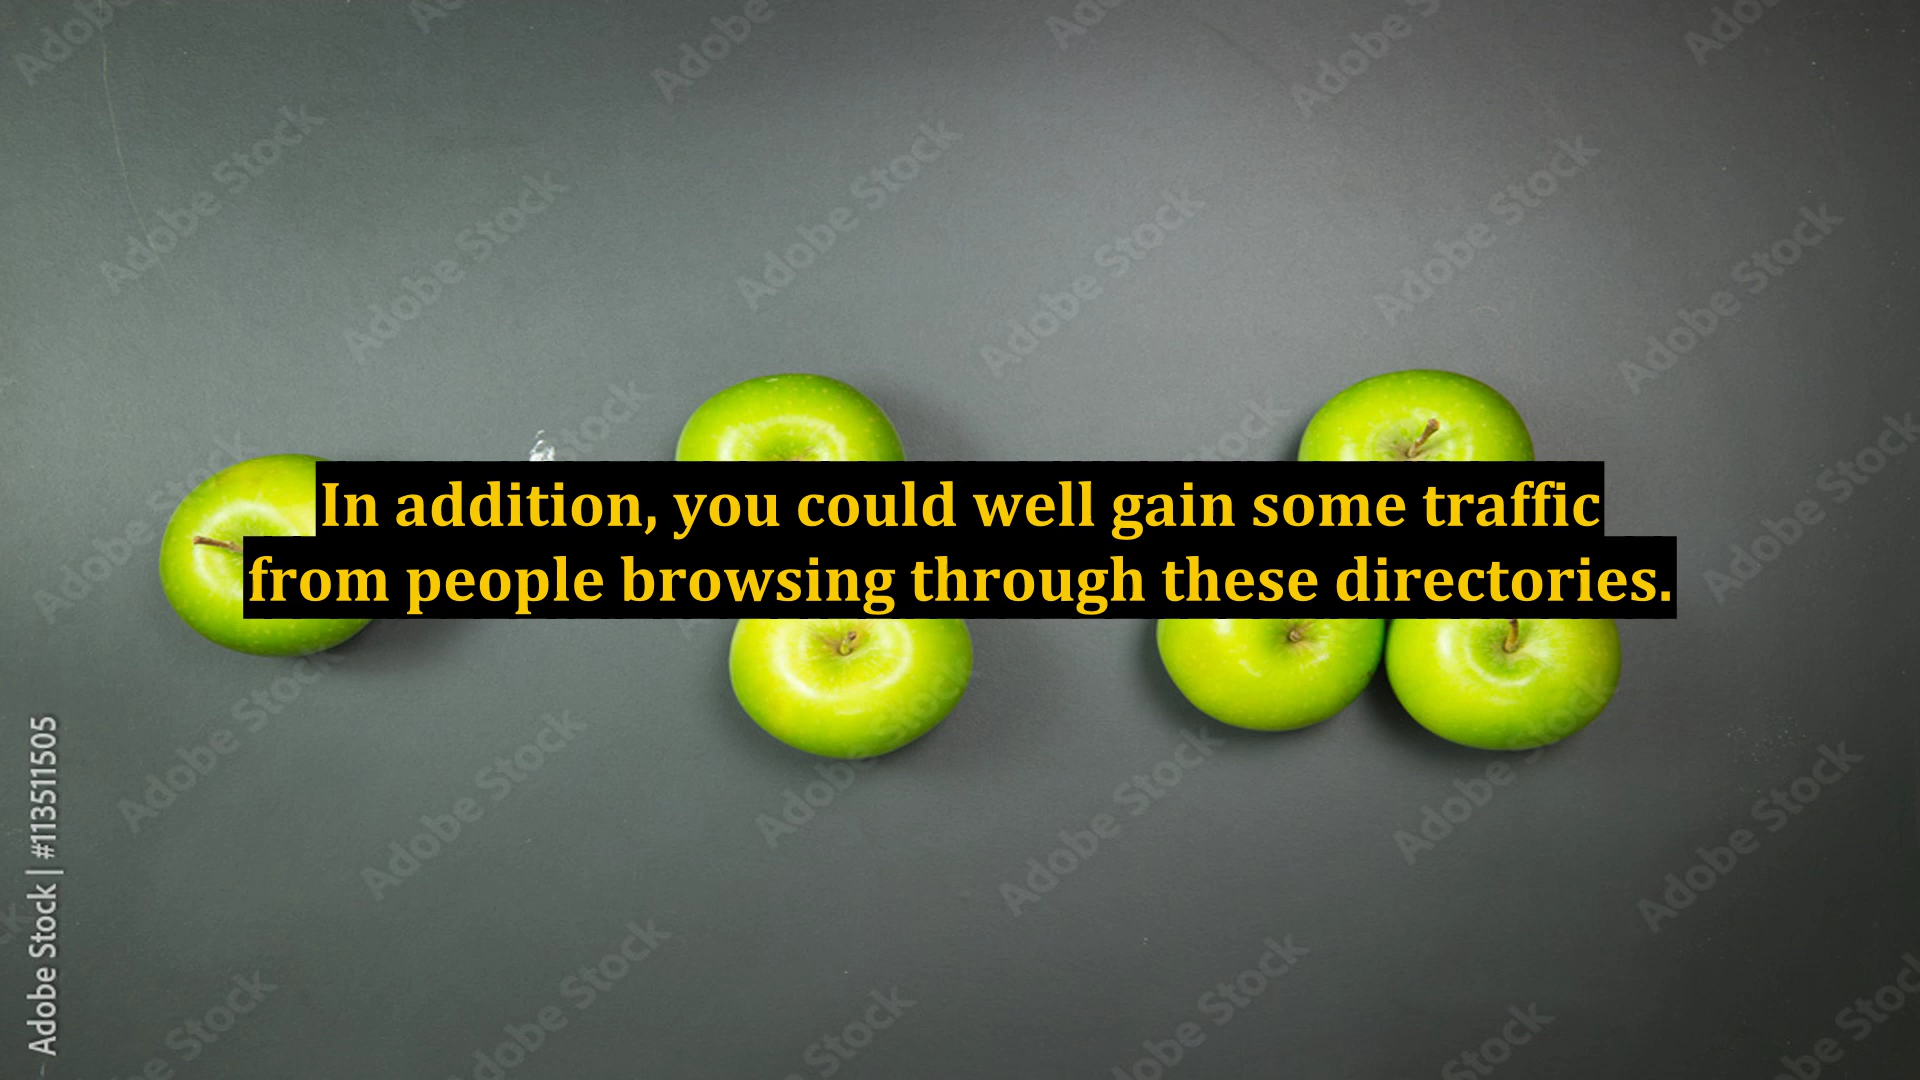 In addition, you could well gain some traffic
from people browsing through these directories.
Adobe Stock | #113511505